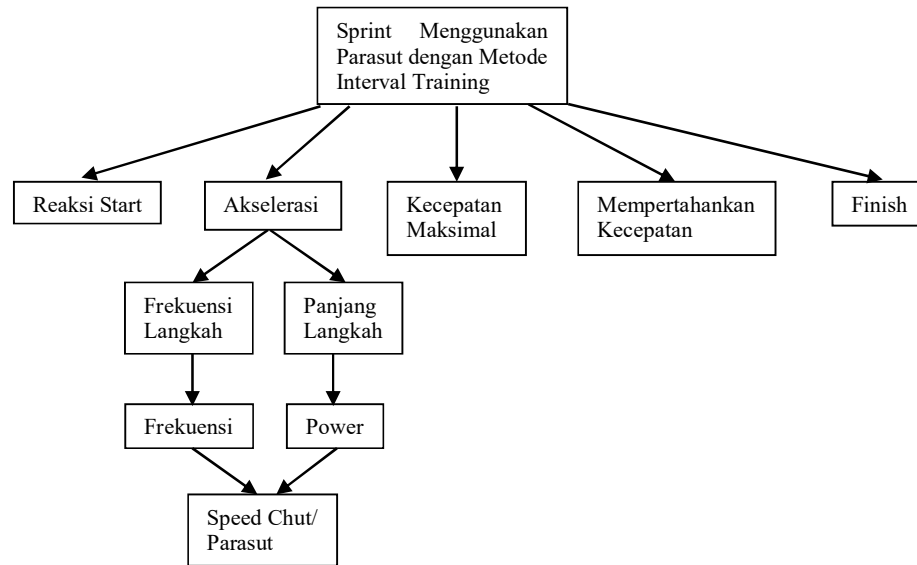 Sprint Menggunakan
Parasut dengan Metode
Interval Training
Reaksi Start
Akselerasi
Kecepatan
Maksimal
Mempertahankan
Kecepatan
Finish
Frekuensi
Langkah
Panjang
Langkah
Frekuensi
Power
Speed Chut/
Parasut